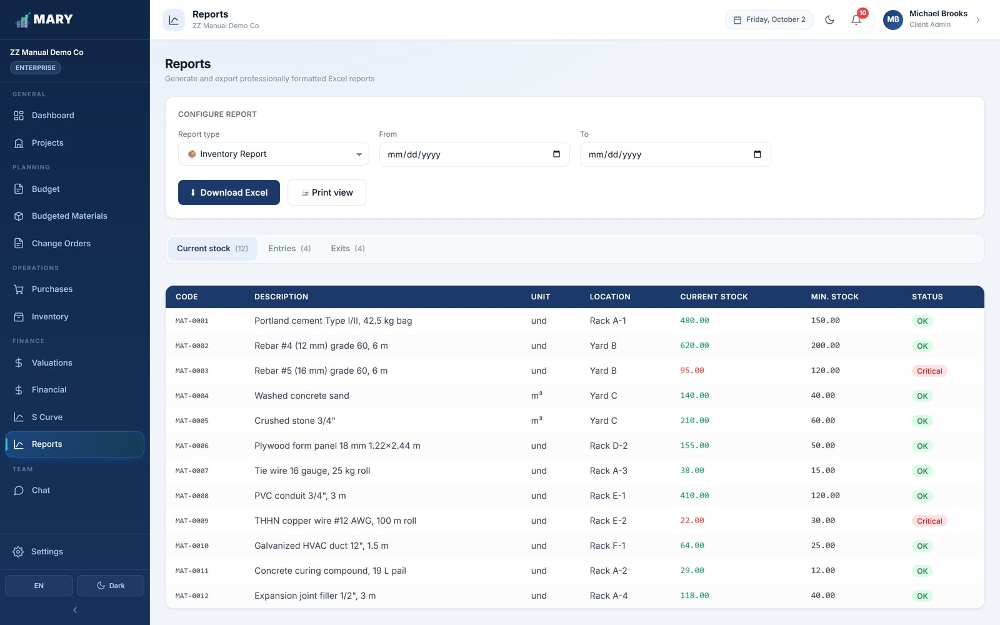 MARY
ZZ Manual Demo Co
ENTERPRISE
GENERAL
Dashboard
Projects
PLANNING
Budget
Budgeted Materials
Change Orders
OPERATIONS
Purchases
Inventory
FINANCE
Valuations
Financial
S Curve
Reports
TEAM
Chat
Settings
EN Dark
Reports
ZZ Manual Demo Co
Friday, October 2
10
MB
Michael Brooks
Client Admin
Reports
Generate and export professionally formatted Excel reports
CONFIGURE REPORT
Report type From To
Inventory Report mm/dd/yyyy mm/dd/yyyy
Download Excel Print view
Current stock (12) Entries (4) Exits (4)
CODE DESCRIPTION UNIT LOCATION CURRENT STOCK MIN. STOCK STATUS
MAT-0001 Portland cement Type I/II, 42.5 kg bag und Rack A-1 480.00 150.00 OK
MAT-0002 Rebar #4 (12 mm) grade 60, 6 m und Yard B 620.00 200.00 OK
MAT-0003 Rebar #5 (16 mm) grade 60, 6 m und Yard B 95.00 120.00 Critical
MAT-0004 Washed concrete sand m³ Yard C 140.00 40.00 OK
MAT-0005 Crushed stone 3/4" m³ Yard C 210.00 60.00 OK
MAT-0006 Plywood form panel 18 mm 1.22×2.44 m und Rack D-2 155.00 50.00 OK
MAT-0007 Tie wire 16 gauge, 25 kg roll und Rack A-3 38.00 15.00 OK
MAT-0008 PVC conduit 3/4", 3 m und Rack E-1 410.00 120.00 OK
MAT-0009 THHN copper wire #12 AWG, 100 m roll und Rack E-2 22.00 30.00 Critical
MAT-0010 Galvanized HVAC duct 12", 1.5 m und Rack F-1 64.00 25.00 OK
MAT-0011 Concrete curing compound, 19 L pail und Rack A-2 29.00 12.00 OK
MAT-0012 Expansion joint filler 1/2", 3 m und Rack A-4 118.00 40.00 OK